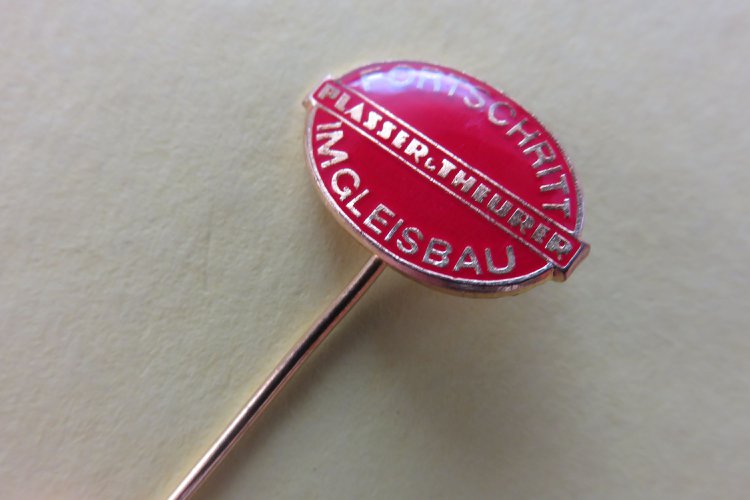 FORTSCHRITT
PLASSER & THEURER
IM GLEISBAU